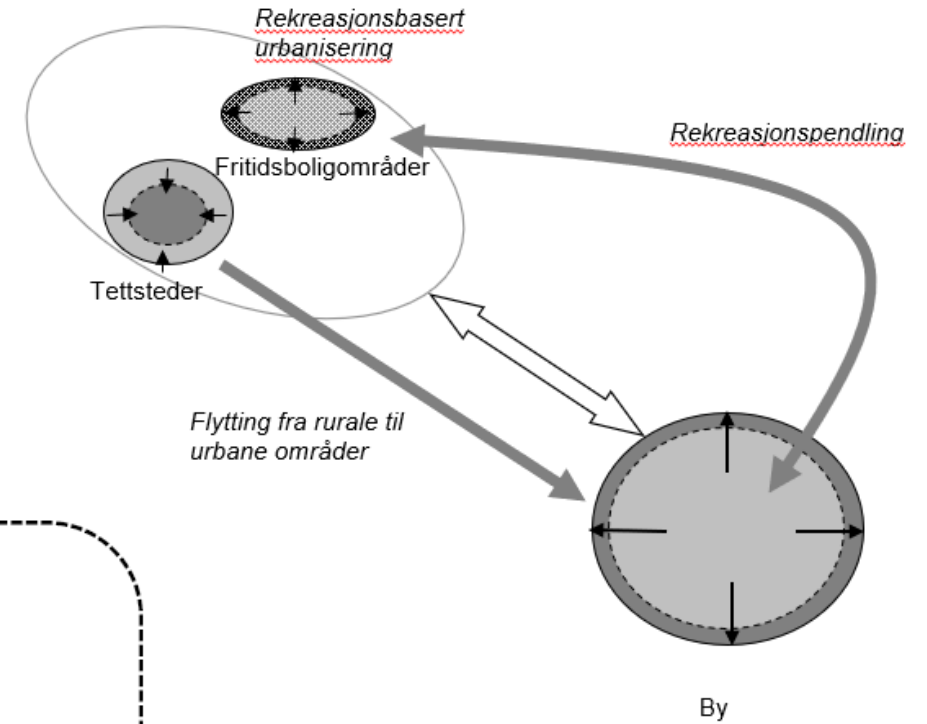 Rekreasjonsbasert
urbanisering
Rekreasjonspendling
Fritidsboligområder
Tettsteder
Flytting fra rurale til
urbane områder
By